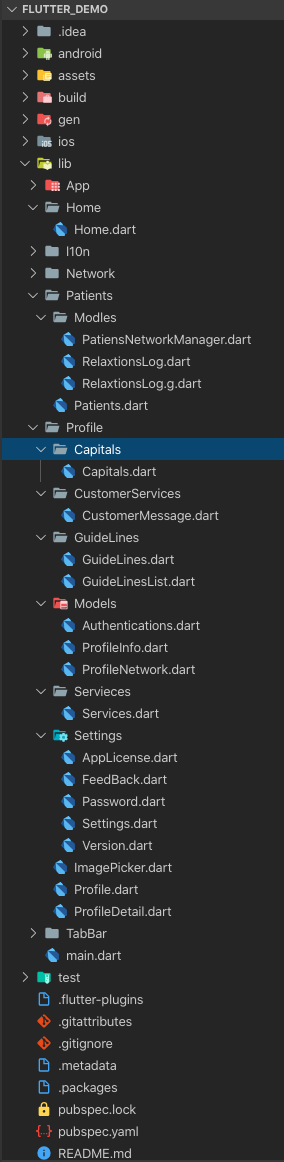 FLUTTER_DEMO
.idea
android
assets
build
gen
ios
lib
App
Home
Home.dart
l10n
Network
Patients
Modles
PatiensNetworkManager.dart
RelaxtionsLog.dart
RelaxtionsLog.g.dart
Patients.dart
Profile
Capitals
Capitals.dart
CustomerServices
CustomerMessage.dart
GuideLines
GuideLines.dart
GuideLinesList.dart
Models
Authentications.dart
ProfileInfo.dart
ProfileNetwork.dart
Servieces
Services.dart
Settings
AppLicense.dart
FeedBack.dart
Password.dart
Settings.dart
Version.dart
ImagePicker.dart
Profile.dart
ProfileDetail.dart
TabBar
main.dart
test
.flutter-plugins
.gitattributes
.gitignore
.metadata
.packages
pubspec.lock
pubspec.yaml
README.md